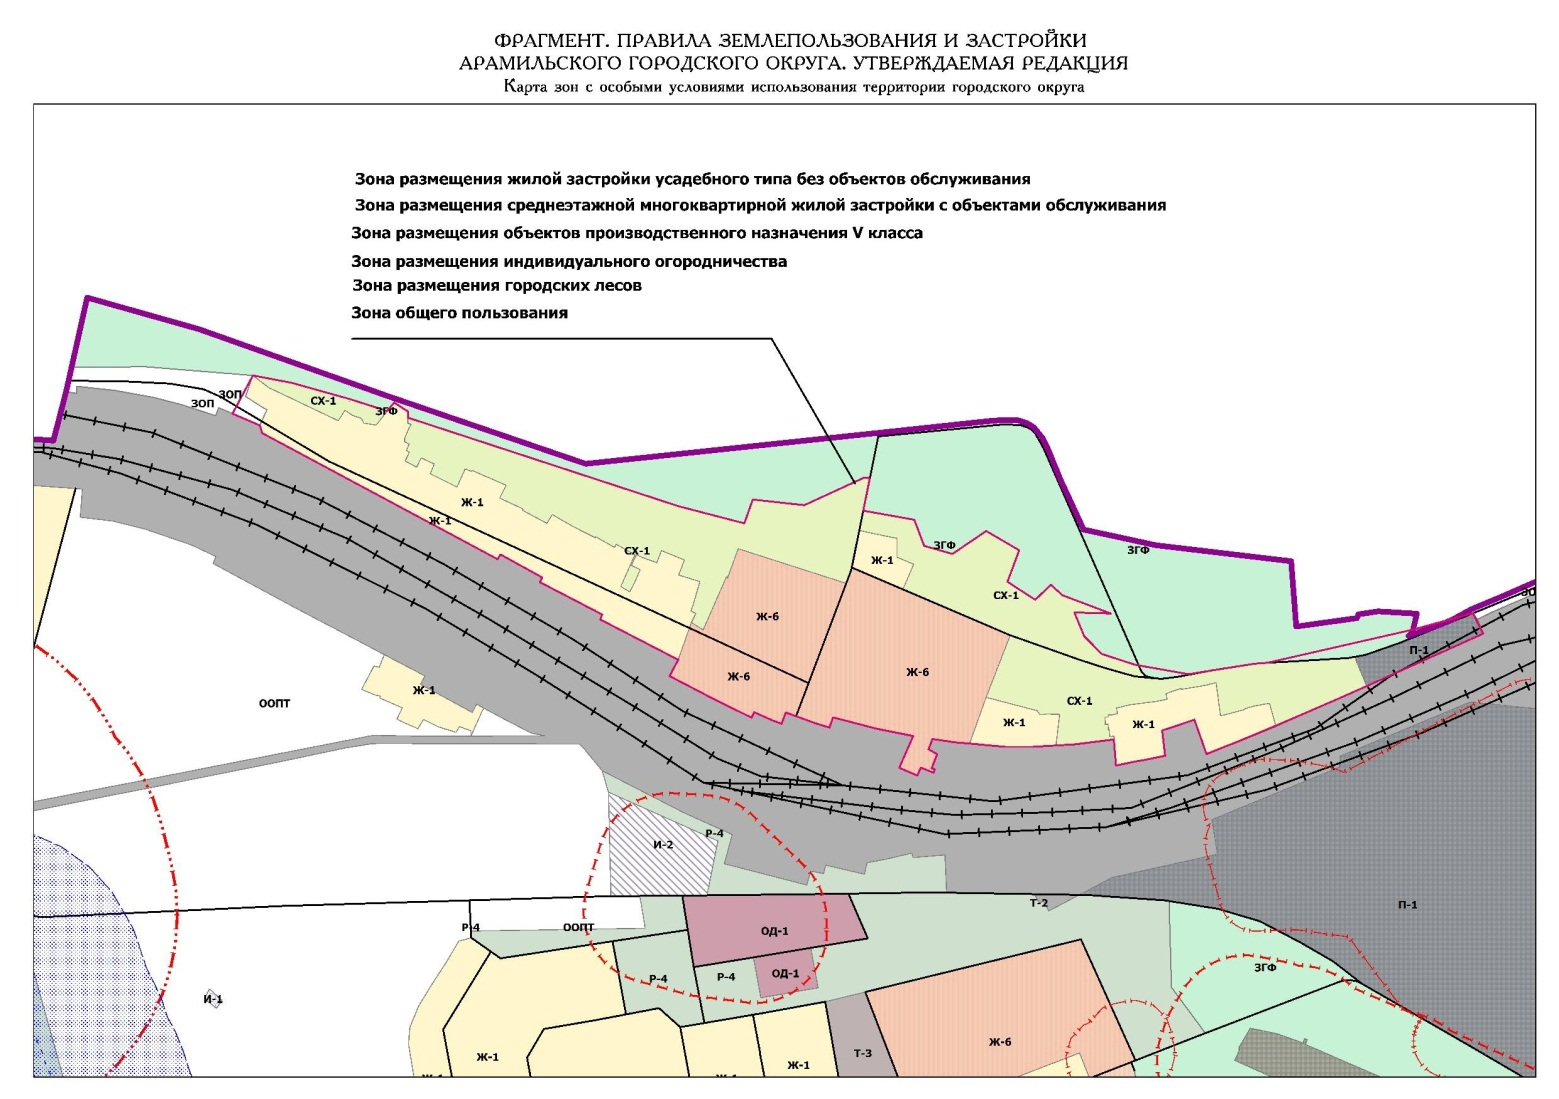 ФРАГМЕНТ. ПРАВИЛА ЗЕМЛЕПОЛЬЗОВАНИЯ И ЗАСТРОЙКИ
АРАМИЛЬСКОГО ГОРОДСКОГО ОКРУГА. УТВЕРЖДАЕМАЯ РЕДАКЦИЯ
Карта зон с особыми условиями использования территории городского округа
Зона размещения жилой застройки усадебного типа без объектов обслуживания
Зона размещения среднеэтажной многоквартирной жилой застройки с объектами обслуживания
Зона размещения объектов производственного назначения V класса
Зона размещения индивидуального огородничества
Зона размещения городских лесов
Зона общего пользования
ЗОП
ЗОП
СХ-1
ЗГФ
Ж-1
Ж-1
СХ-1
Ж-1
ЗГФ
ЗГФ
СХ-1
Ж-6
Ж-6
Ж-6
П-1
СХ-1
Ж-1
Ж-1
Ж-1
ООПТ
И-2
Р-4
Т-2
П-1
Р-4
ООПТ
ОД-1
ОД-1
Р-4
Р-4
ЗГФ
И-1
Ж-1
Т-3
Ж-6
Ж-1